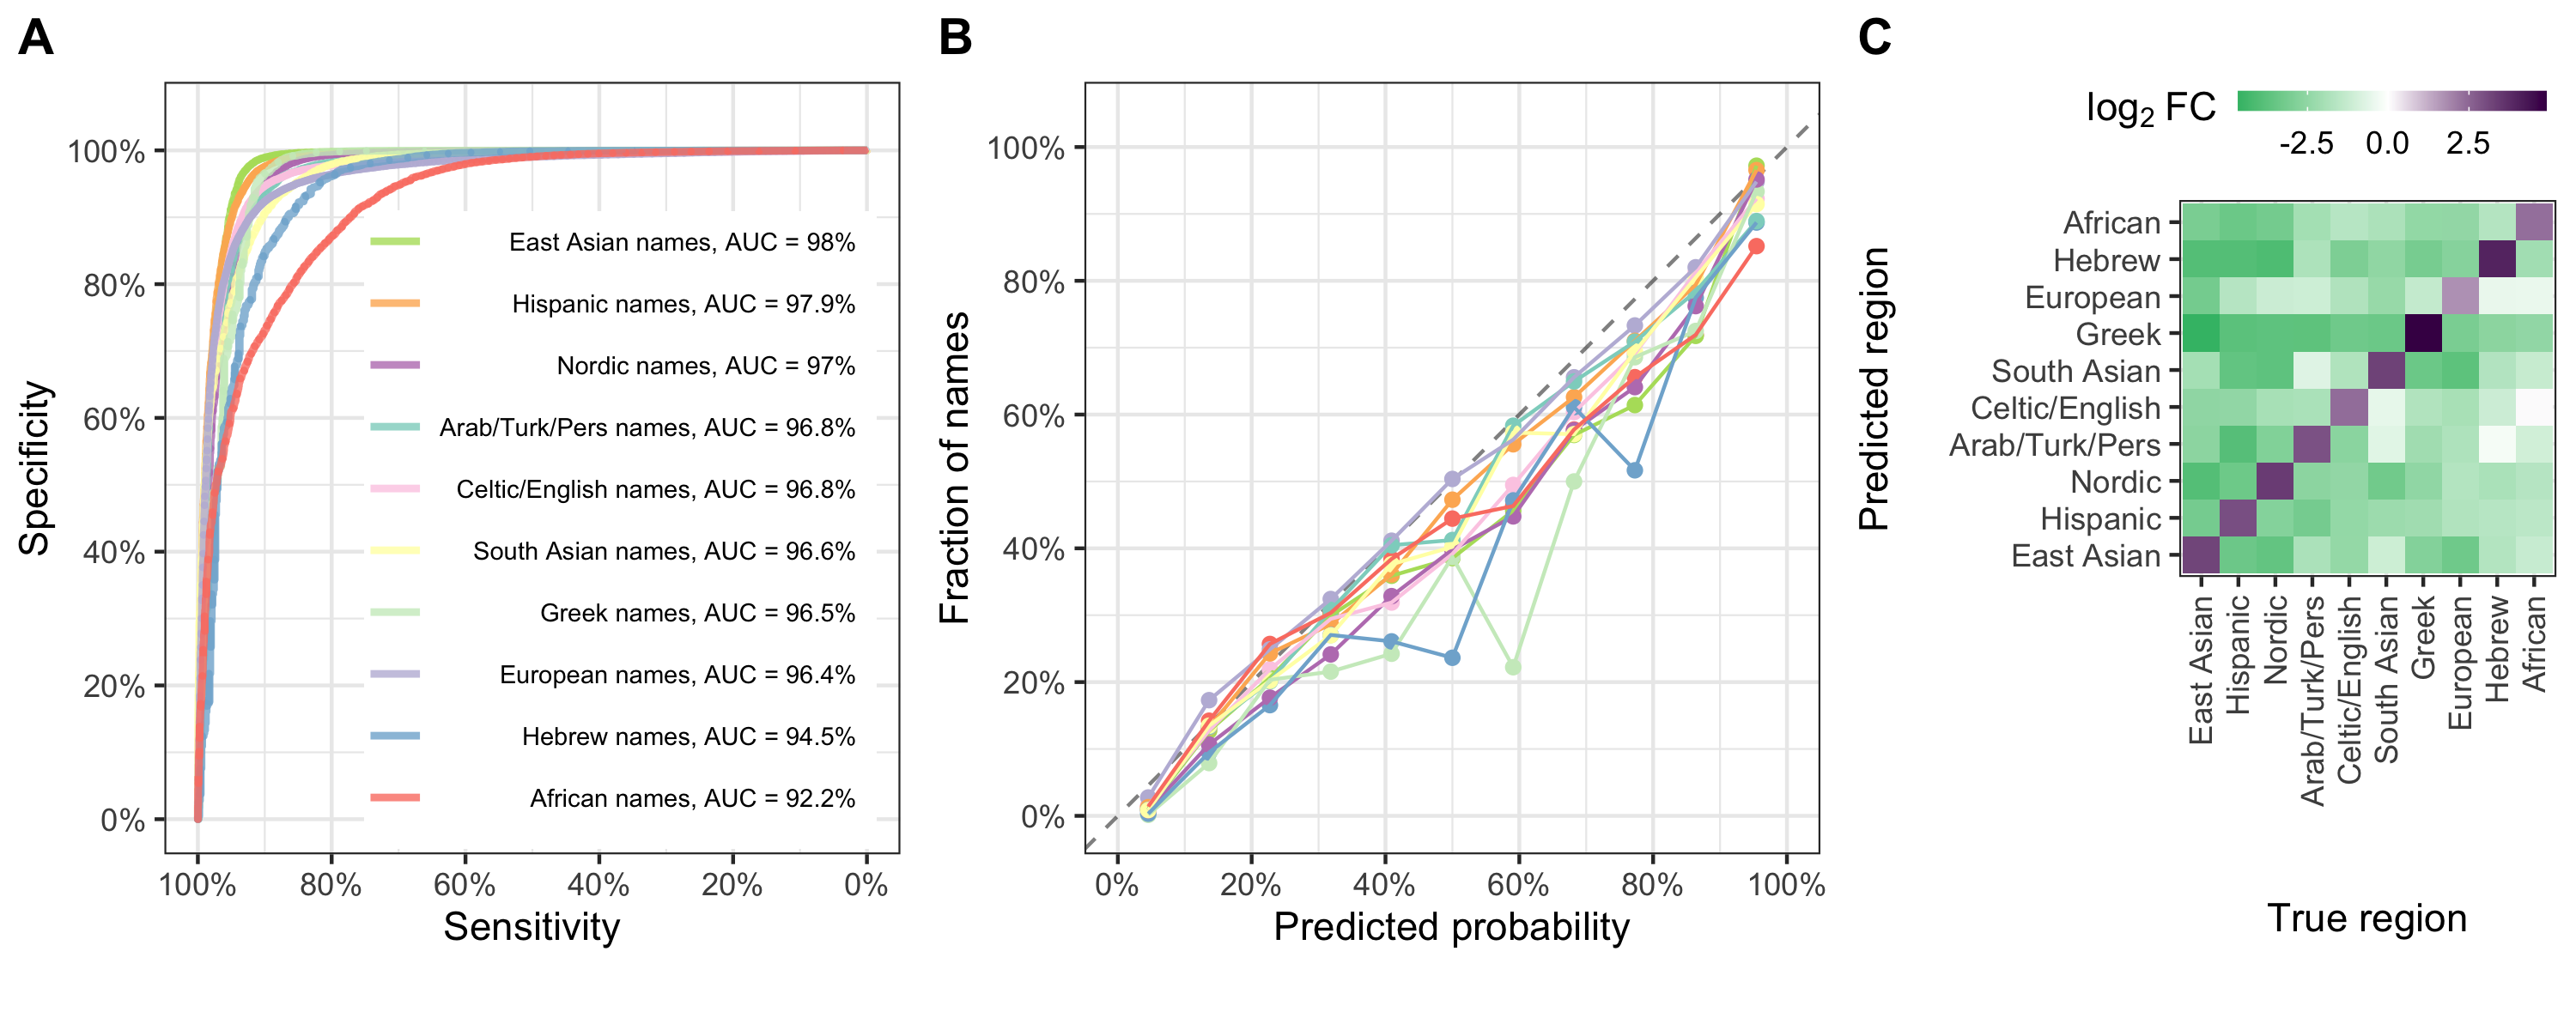 A
Specificity
100%
80%
60%
40%
20%
0%
East Asian names, AUC = 98%
Hispanic names, AUC = 97.9%
Nordic names, AUC = 97%
Arab/Turk/Pers names, AUC = 96.8%
Celtic/English names, AUC = 96.8%
South Asian names, AUC = 96.6%
Greek names, AUC = 96.5%
European names, AUC = 96.4%
Hebrew names, AUC = 94.5%
African names, AUC = 92.2%
100% 80% 60% 40% 20% 0%
Sensitivity
B
Fraction of names
100%
80%
60%
40%
20%
0%
0% 20% 40% 60% 80% 100%
Predicted probability
C
log2 FC
-2.5 0.0 2.5
Predicted region
African
Hebrew
European
Greek
South Asian
Celtic/English
Arab/Turk/Pers
Nordic
Hispanic
East Asian
East Asian
Hispanic
Nordic
Arab/Turk/Pers
Celtic/English
South Asian
Greek
European
Hebrew
African
True region